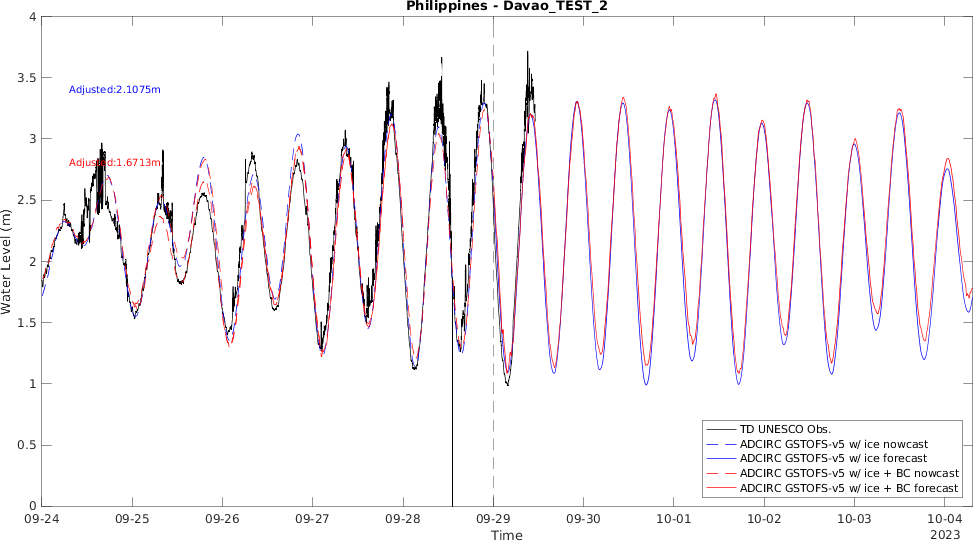 Philippines - Davao_TEST_2
4
3.5
3
2.5
2
1.5
1
0.5
0
Water Level (m)
Adjusted:2.1075m
Adjusted:1.6713m
TD UNESCO Obs.
ADCIRC GSTOFS-v5 w/ ice nowcast
ADCIRC GSTOFS-v5 w/ ice forecast
ADCIRC GSTOFS-v5 w/ ice + BC nowcast
ADCIRC GSTOFS-v5 w/ ice + BC forecast
09-24 09-25 09-26 09-27 09-28 09-29 09-30 10-01 10-02 10-03 10-04
Time
2023